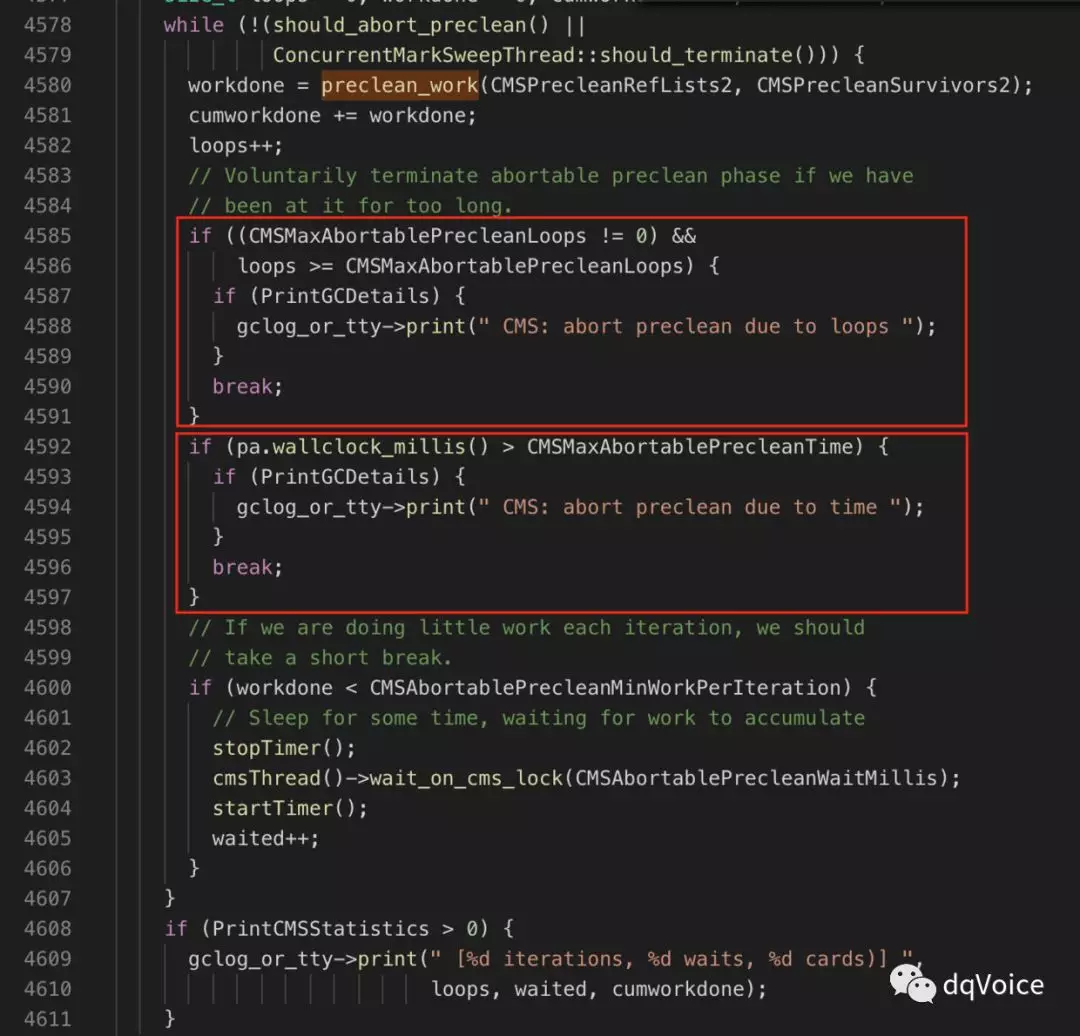 4578 while (!(should_abort_preclean() ||
4579 ConcurrentMarkSweepThread::should_terminate())) {
4580 workdone = preclean_work(CMSPrecleanRefLists2, CMSPrecleanSurvivors2);
4581 cumworkdone += workdone;
4582 loops++;
4583 // Voluntarily terminate abortable preclean phase if we have
4584 // been at it for too long.
4585 if ((CMSMaxAbortablePrecleanLoops != 0) &&
4586 loops >= CMSMaxAbortablePrecleanLoops) {
4587 if (PrintGCDetails) {
4588 gclog_or_tty->print(" CMS: abort preclean due to loops ");
4589 }
4590 break;
4591 }
4592 if (pa.wallclock_millis() > CMSMaxAbortablePrecleanTime) {
4593 if (PrintGCDetails) {
4594 gclog_or_tty->print(" CMS: abort preclean due to time ");
4595 }
4596 break;
4597 }
4598 // If we are doing little work each iteration, we should
4599 // take a short break.
4600 if (workdone < CMSAbortablePrecleanMinWorkPerIteration) {
4601 // Sleep for some time, waiting for work to accumulate
4602 stopTimer();
4603 cmsThread()->wait_on_cms_lock(CMSAbortablePrecleanWaitMillis);
4604 startTimer();
4605 waited++;
4606 }
4607 }
4608 if (PrintCMSStatistics > 0) {
4609 gclog_or_tty->print(" [%d iterations, %d waits, %d cards)] ",
4610 loops, waited, cumworkdone);
4611 }
dqVoice